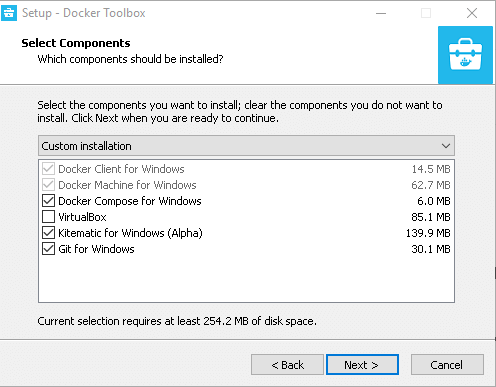 Setup - Docker Toolbox
Select Components
Which components should be installed?
Select the components you want to install; clear the components you do not want to
install. Click Next when you are ready to continue.
Custom installation
Docker Client for Windows 14.5 MB
Docker Machine for Windows 62.7 MB
Docker Compose for Windows 6.0 MB
VirtualBox 85.1 MB
Kitematic for Windows (Alpha) 139.9 MB
Git for Windows 30.1 MB
Current selection requires at least 254.2 MB of disk space.
< Back Next > Cancel